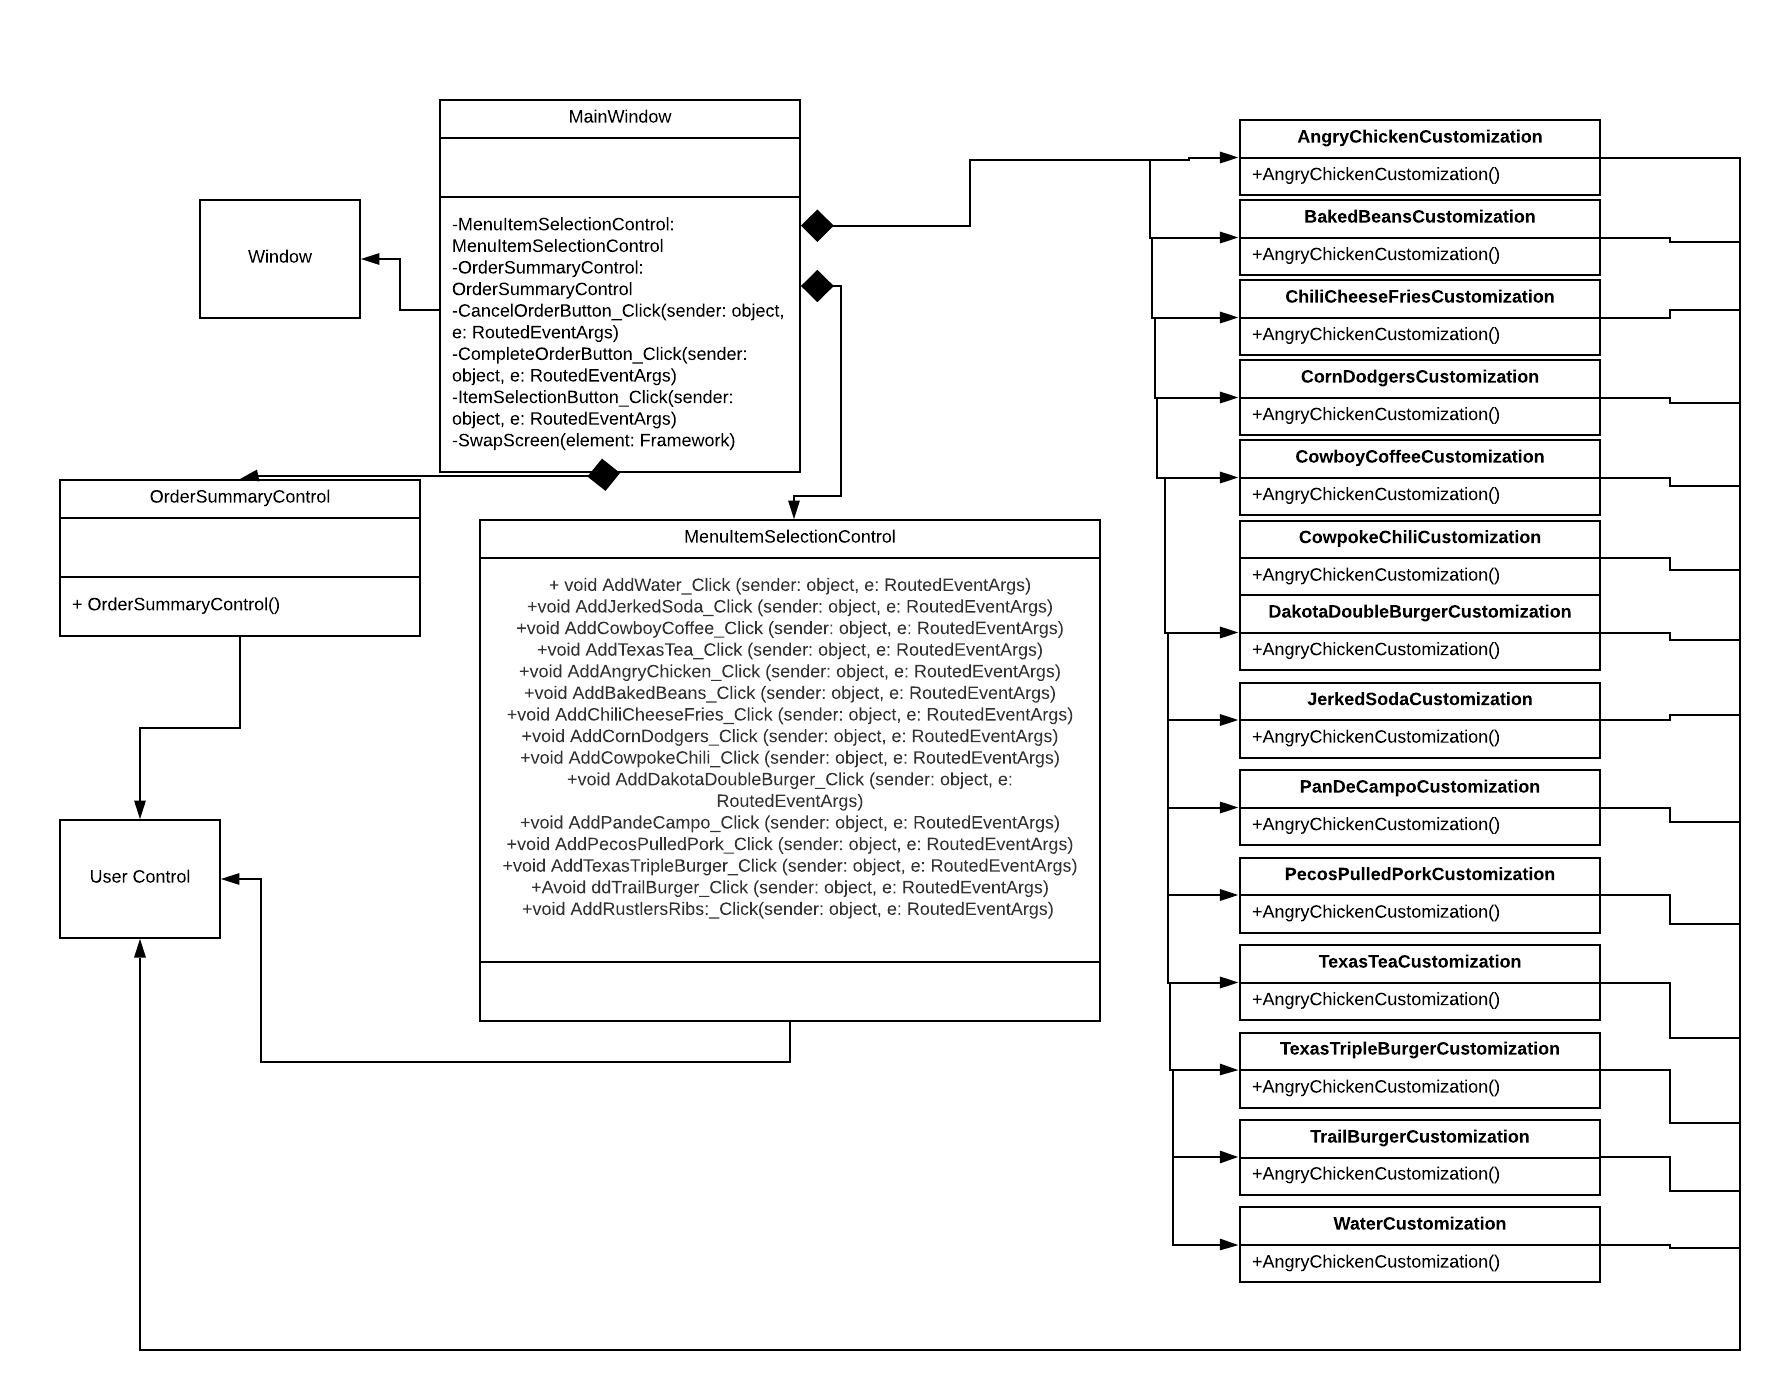 MainWindow
-MenuItemSelectionControl:
MenuItemSelectionControl
-OrderSummaryControl:
OrderSummaryControl
-CancelOrderButton_Click(sender: object,
e: RoutedEventArgs)
-CompleteOrderButton_Click(sender:
object, e: RoutedEventArgs)
-ItemSelectionButton_Click(sender:
object, e: RoutedEventArgs)
-SwapScreen(element: Framework)
Window
OrderSummaryControl
+ OrderSummaryControl()
User Control
MenuItemSelectionControl
+ void AddWater_Click (sender: object, e: RoutedEventArgs)
+void AddJerkedSoda_Click (sender: object, e: RoutedEventArgs)
+void AddCowboyCoffee_Click (sender: object, e: RoutedEventArgs)
+void AddTexasTea_Click (sender: object, e: RoutedEventArgs)
+void AddAngryChicken_Click (sender: object, e: RoutedEventArgs)
+void AddBakedBeans_Click (sender: object, e: RoutedEventArgs)
+void AddChiliCheeseFries_Click (sender: object, e: RoutedEventArgs)
+void AddCornDodgers_Click (sender: object, e: RoutedEventArgs)
+void AddCowpokeChili_Click (sender: object, e: RoutedEventArgs)
+void AddDakotaDoubleBurger_Click (sender: object, e:
RoutedEventArgs)
+void AddPandeCampo_Click (sender: object, e: RoutedEventArgs)
+void AddPecosPulledPork_Click (sender: object, e: RoutedEventArgs)
+void AddTexasTripleBurger_Click (sender: object, e: RoutedEventArgs)
+Avoid ddTrailBurger_Click (sender: object, e: RoutedEventArgs)
+void AddRustlersRibs:_Click(sender: object, e: RoutedEventArgs)
AngryChickenCustomization
+AngryChickenCustomization()
BakedBeansCustomization
+AngryChickenCustomization()
ChiliCheeseFriesCustomization
+AngryChickenCustomization()
CornDodgersCustomization
+AngryChickenCustomization()
CowboyCoffeeCustomization
+AngryChickenCustomization()
CowpokeChiliCustomization
+AngryChickenCustomization()
DakotaDoubleBurgerCustomization
+AngryChickenCustomization()
JerkedSodaCustomization
+AngryChickenCustomization()
PanDeCampoCustomization
+AngryChickenCustomization()
PecosPulledPorkCustomization
+AngryChickenCustomization()
TexasTeaCustomization
+AngryChickenCustomization()
TexasTripleBurgerCustomization
+AngryChickenCustomization()
TrailBurgerCustomization
+AngryChickenCustomization()
WaterCustomization
+AngryChickenCustomization()